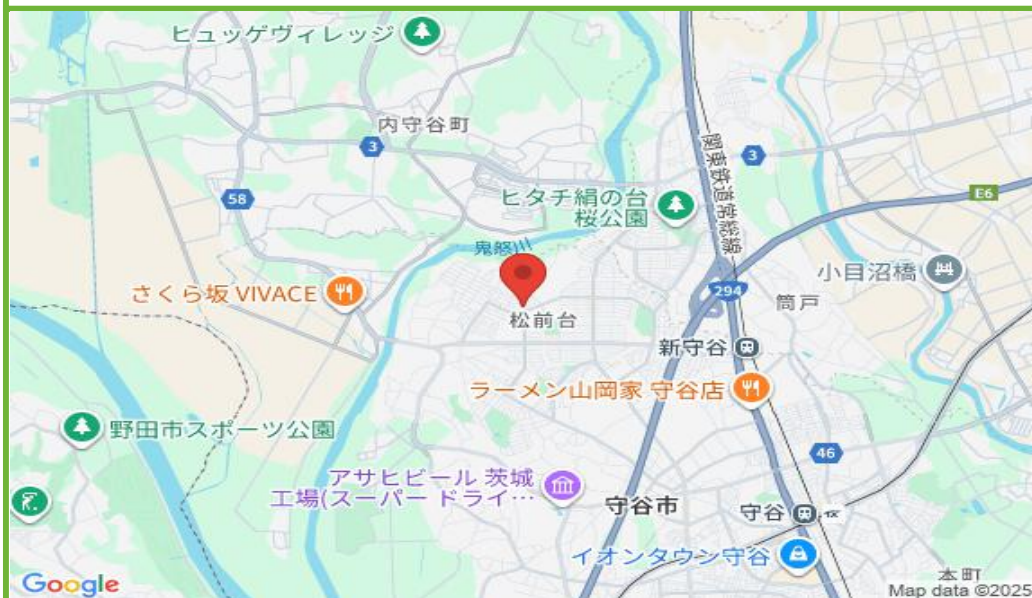 ヒュッゲヴィレッジ
内守谷町
3
58
関東鉄道常総線
3
E6
ヒタチ絹の台
桜公園
鬼怒川
小目沼橋
294
筒戸
さくら坂 VIVACE
松前台
新守谷
ラーメン山岡家 守谷店
野田市スポーツ公園
46
アサヒビール 茨城
工場(スーパー ドライ…
守谷市
守谷
イオンタウン守谷
本町
Google
Map data ©2025